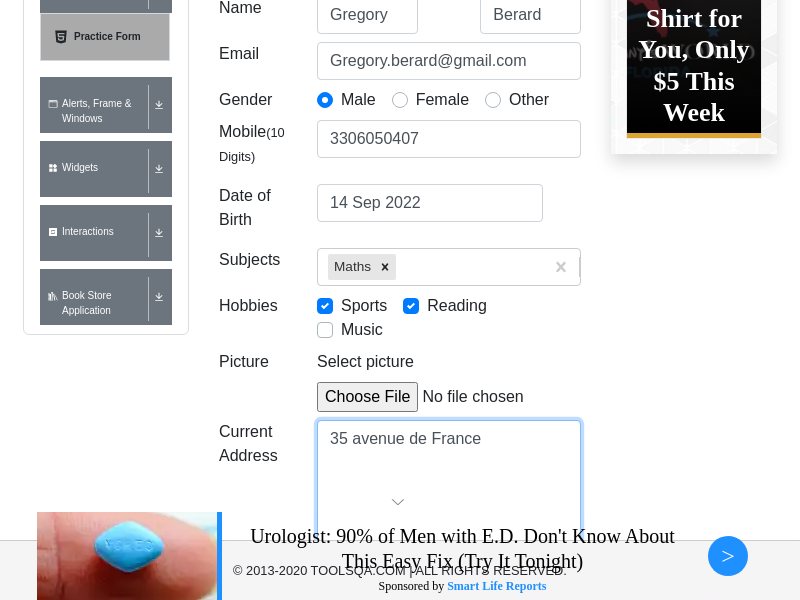 Practice Form
Alerts, Frame &
Windows
Widgets
Interactions
Book Store
Application
Name
Gregory
Berard
Email
Gregory.berard@gmail.com
Gender
Male
Female
Other
Mobile(10
Digits)
3306050407
Date of
Birth
14 Sep 2022
Subjects
Maths
Hobbies
Sports
Reading
Music
Picture
Select picture
Choose File No file chosen
Current
Address
35 avenue de France
Shirt for
You, Only
$5 This
Week
Urologist: 90% of Men with E.D. Don't Know About
This Easy Fix (Try It Tonight)
© 2013-2020 TOOLSQA.COM | ALL RIGHTS RESERVED.
Sponsored by Smart Life Reports
>